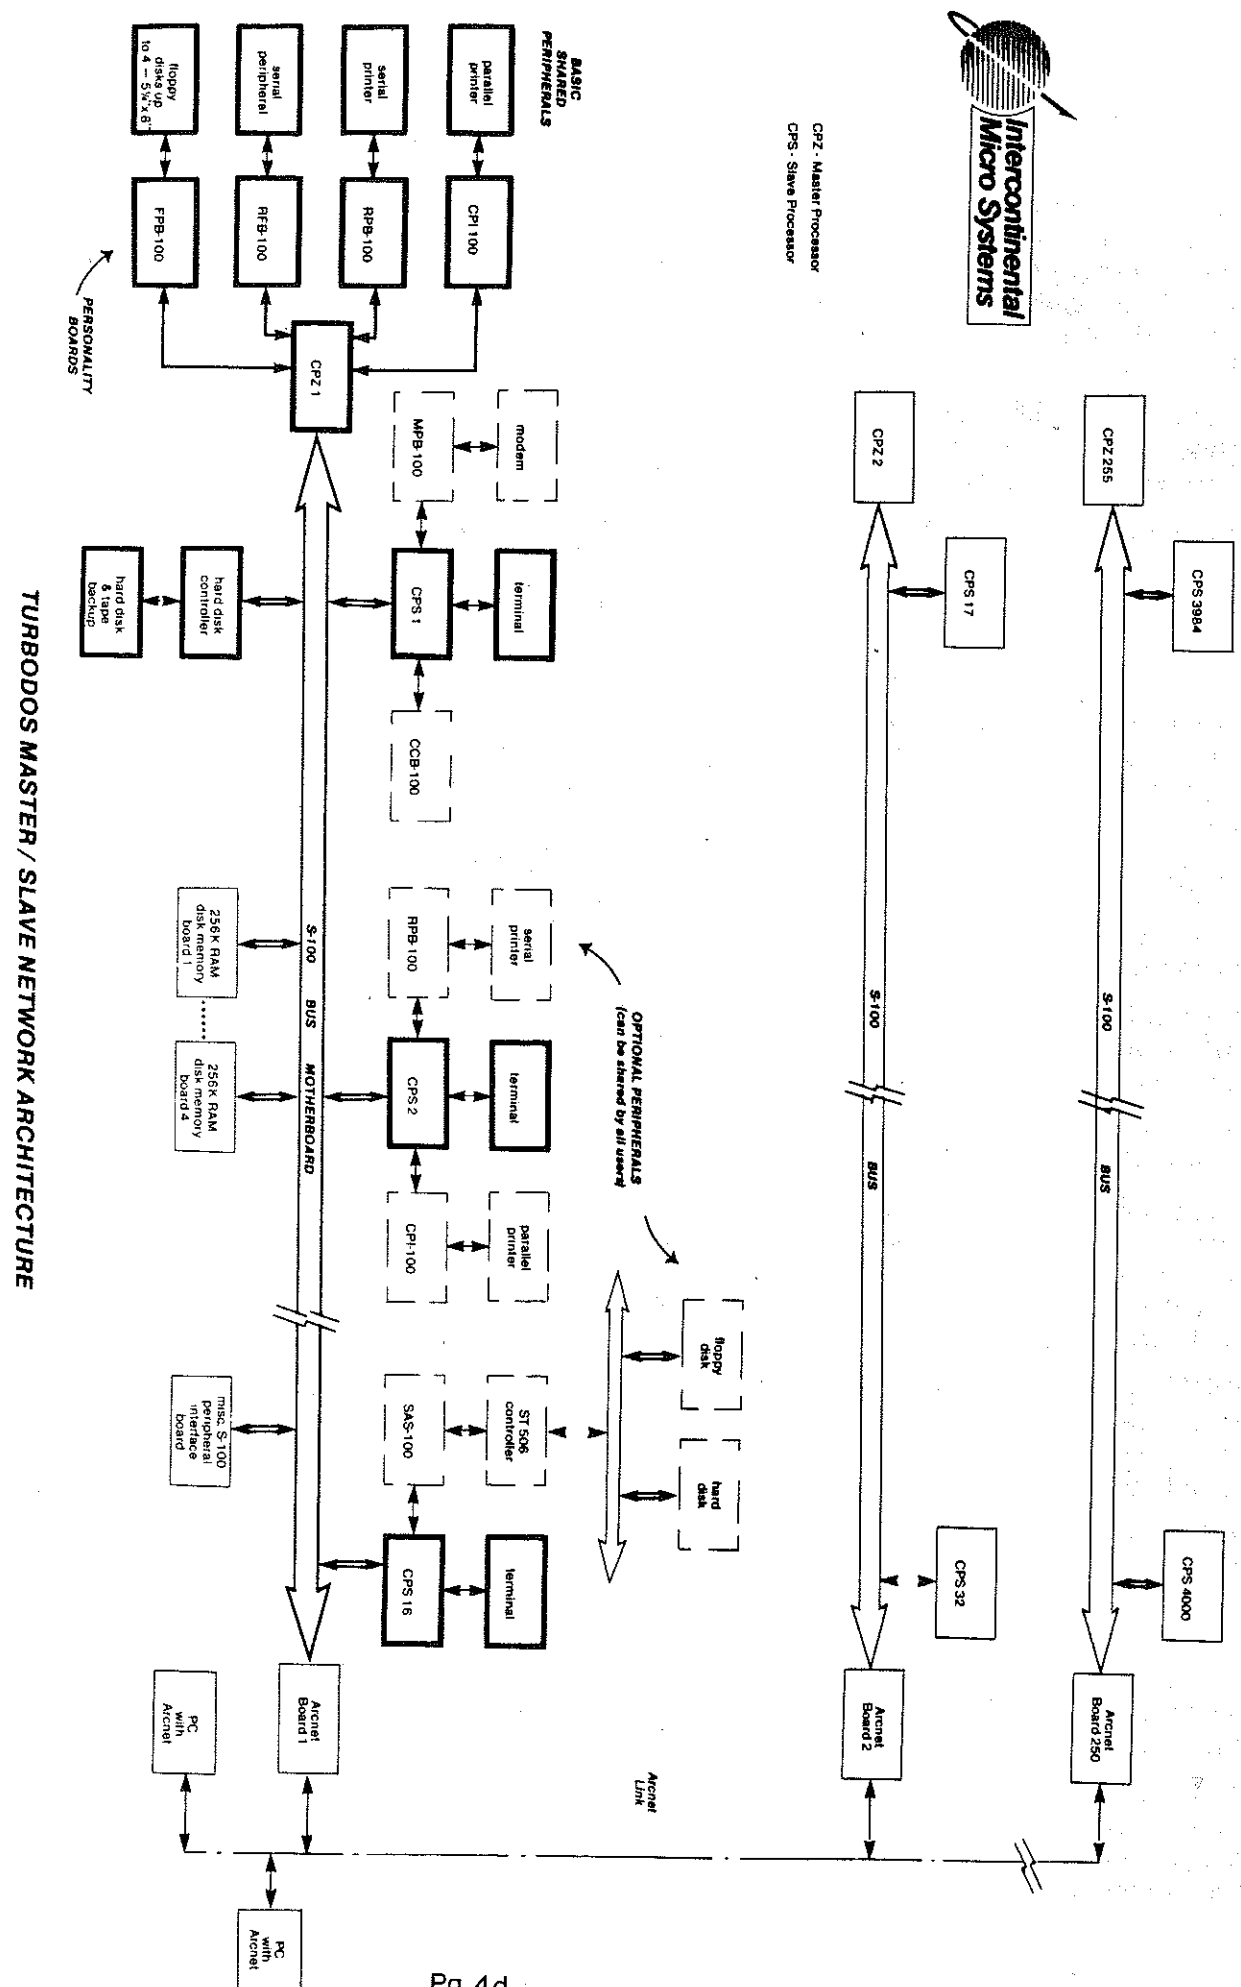 Intercontinental
Micro Systems
CPZ - Master Processor
CPS - Slave Processor
CPZ 255
CPS 3984
S-100
BUS
CPS 4000
Arcnet
Board 250
CPZ 2
CPS 17
S-100
BUS
CPS 32
Arcnet
Board 2
Arcnet
Link
BASIC
SHARED
PERIPHERALS
parallel
printer
CPI 100
serial
printer
RPB-100
serial
peripheral
RFB-100
floppy
disks up
to 4 — 5¼" x 8"
FPB-100
PERSONALITY
BOARDS
CPZ 1
modem
MPB-100
terminal
CPS 1
CCB-100
hard disk
controller
hard disk
& tape
backup
OPTIONAL PERIPHERALS
(can be shared by all users)
serial
printer
RPB-100
terminal
CPS 2
parallel
printer
CPI-100
floppy
disk
hard
disk
ST 506
controller
SAS-100
terminal
CPS 16
S-100 BUS MOTHERBOARD
256K RAM
disk memory
board 1
256K RAM
disk memory
board 4
misc. S-100
peripheral
interface
board
Arcnet
Board 1
PC
with
Arcnet
PC
with
Arcnet
TURBODOS MASTER / SLAVE NETWORK ARCHITECTURE
Pg. 4d